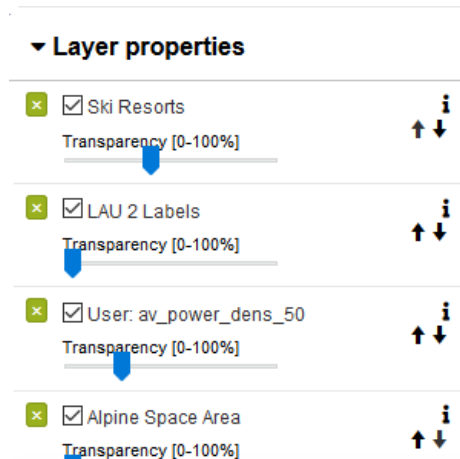 Layer properties
Ski Resorts
Transparency [0-100%]
LAU 2 Labels
Transparency [0-100%]
User: av_power_dens_50
Transparency [0-100%]
Alpine Space Area
Transparency [0-100%]